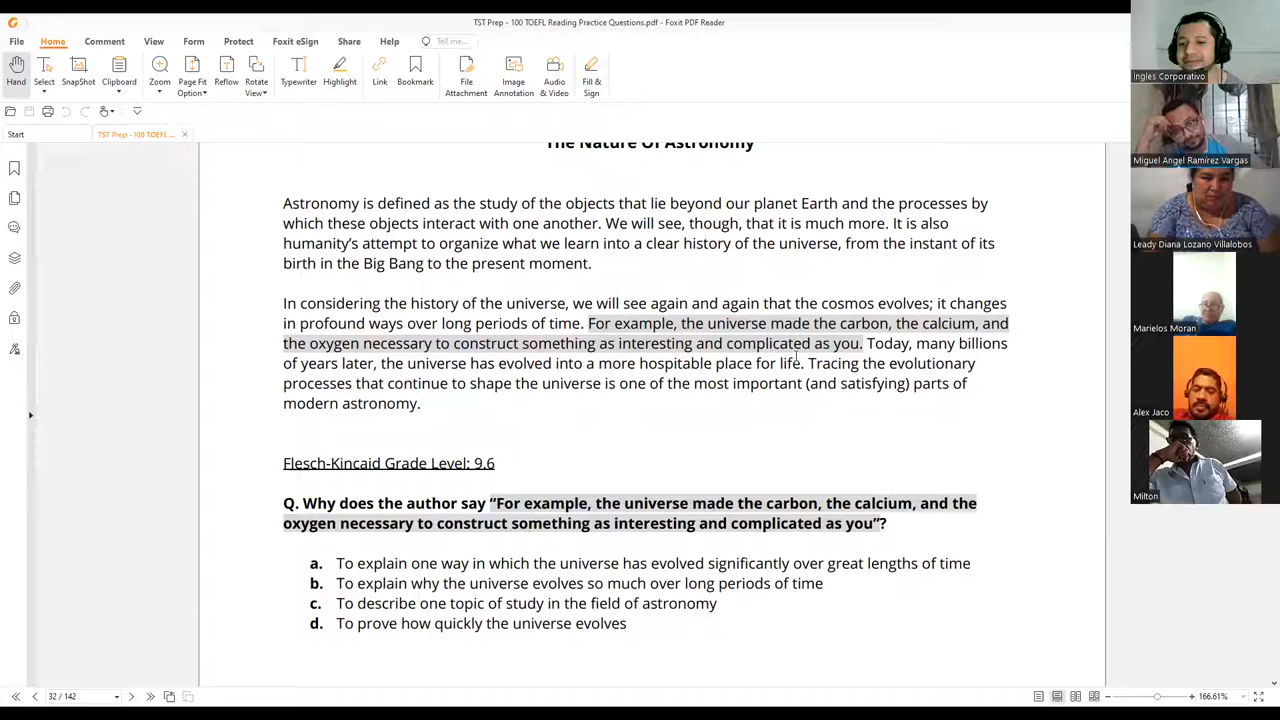 TST Prep - 100 TOEFL Reading Practice Questions.pdf - Foxit PDF Reader
File Home Comment View Form Protect Foxit eSign Share Help Tell me...
Hand Select SnapShot Clipboard Zoom Page Fit Option Reflow Rotate View Typewriter Highlight Link Bookmark File Attachment Image Annotation Audio & Video Fill & Sign
Start TST Prep - 100 TOEFL ...
The Nature Of Astronomy
Astronomy is defined as the study of the objects that lie beyond our planet Earth and the processes by
which these objects interact with one another. We will see, though, that it is much more. It is also
humanity's attempt to organize what we learn into a clear history of the universe, from the instant of its
birth in the Big Bang to the present moment.
In considering the history of the universe, we will see again and again that the cosmos evolves; it changes
in profound ways over long periods of time. For example, the universe made the carbon, the calcium, and
the oxygen necessary to construct something as interesting and complicated as you. Today, many billions
of years later, the universe has evolved into a more hospitable place for life. Tracing the evolutionary
processes that continue to shape the universe is one of the most important (and satisfying) parts of
modern astronomy.
Flesch-Kincaid Grade Level: 9.6
Q. Why does the author say “For example, the universe made the carbon, the calcium, and the
oxygen necessary to construct something as interesting and complicated as you”?
a. To explain one way in which the universe has evolved significantly over great lengths of time
b. To explain why the universe evolves so much over long periods of time
c. To describe one topic of study in the field of astronomy
d. To prove how quickly the universe evolves
32 / 142
166.61%
Ingles Corporativo
Miguel Angel Ramírez Vargas
Leady Diana Lozano Villalobos
Marielos Moran
Alex Jaco
Milton